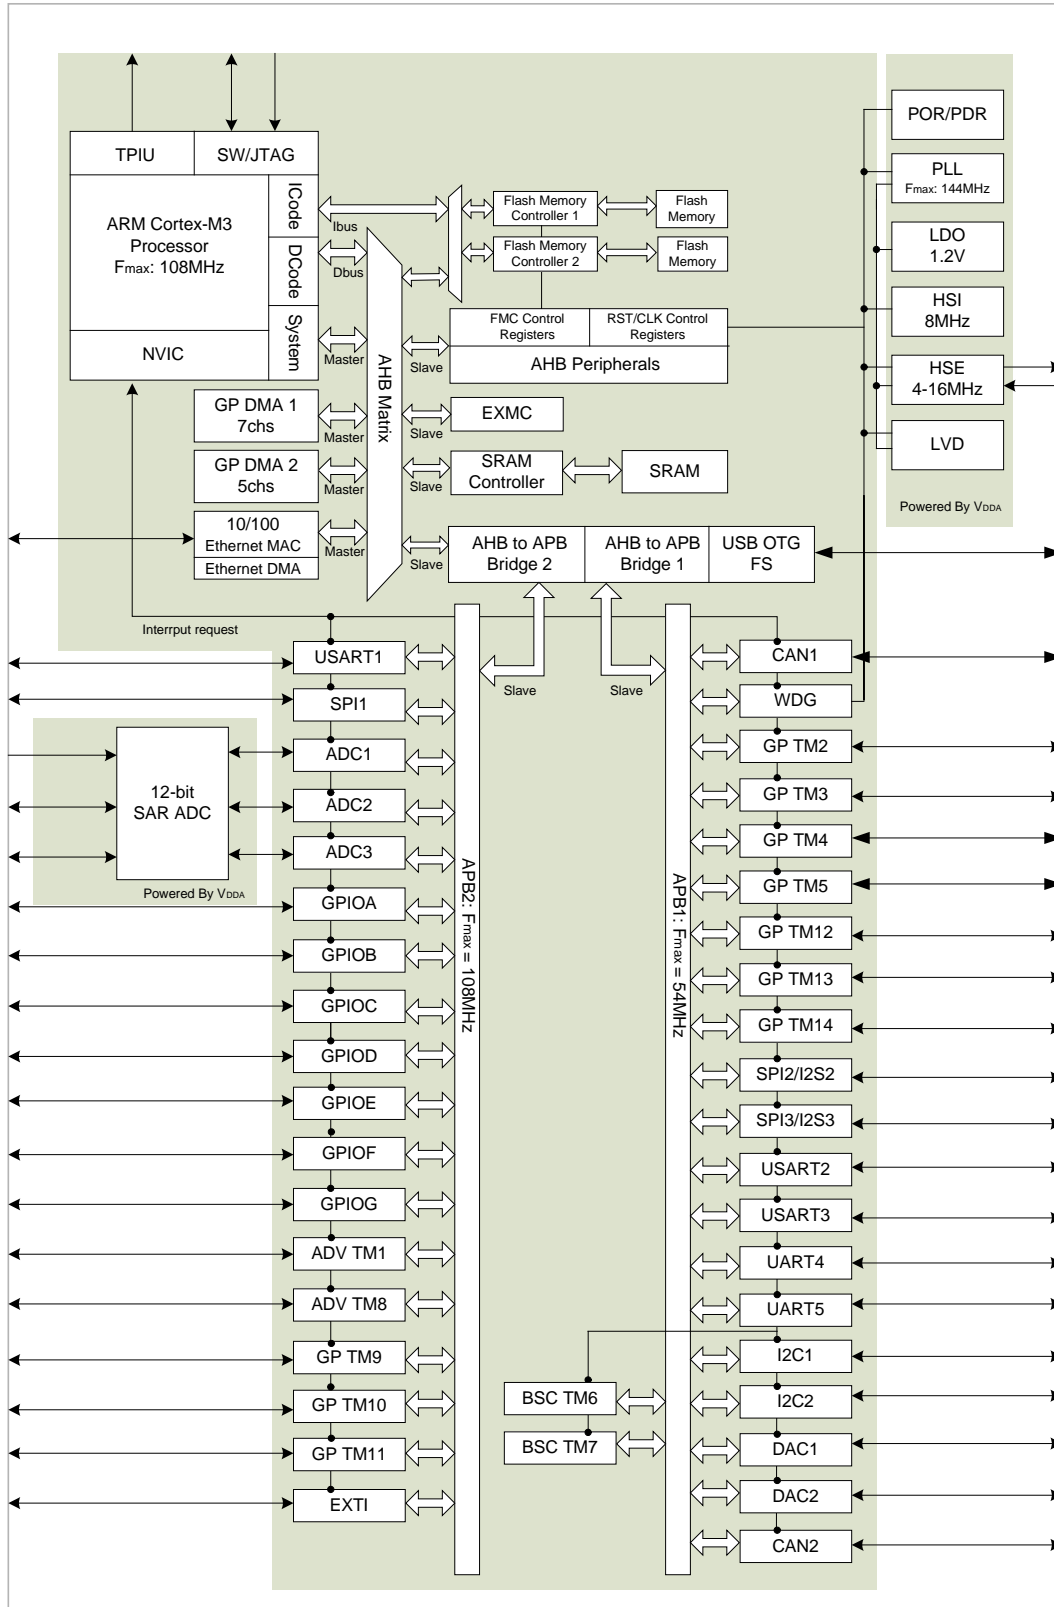 TPIU
SW/JTAG
ARM Cortex-M3
Processor
Fmax: 108MHz
ICode
DCode
System
NVIC
Ibus
Dbus
Master
Slave
Flash Memory
Controller 1
Flash
Memory
Flash Memory
Controller 2
Flash
Memory
FMC Control
Registers
RST/CLK Control
Registers
AHB Peripherals
AHB Matrix
GP DMA 1
7chs
Master
Slave
EXMC
GP DMA 2
5chs
Master
Slave
SRAM
Controller
SRAM
10/100
Ethernet MAC
Ethernet DMA
Master
Slave
AHB to APB
Bridge 2
AHB to APB
Bridge 1
USB OTG
FS
POR/PDR
PLL
Fmax: 144MHz
LDO
1.2V
HSI
8MHz
HSE
4-16MHz
LVD
Powered By VDDA
Interrput request
Slave
Slave
12-bit
SAR ADC
Powered By VDDA
USART1
SPI1
ADC1
ADC2
ADC3
GPIOA
GPIOB
GPIOC
GPIOD
GPIOE
GPIOF
GPIOG
ADV TM1
ADV TM8
GP TM9
GP TM10
GP TM11
EXTI
APB2: Fmax = 108MHz
APB1: Fmax = 54MHz
BSC TM6
BSC TM7
CAN1
WDG
GP TM2
GP TM3
GP TM4
GP TM5
GP TM12
GP TM13
GP TM14
SPI2/I2S2
SPI3/I2S3
USART2
USART3
UART4
UART5
I2C1
I2C2
DAC1
DAC2
CAN2